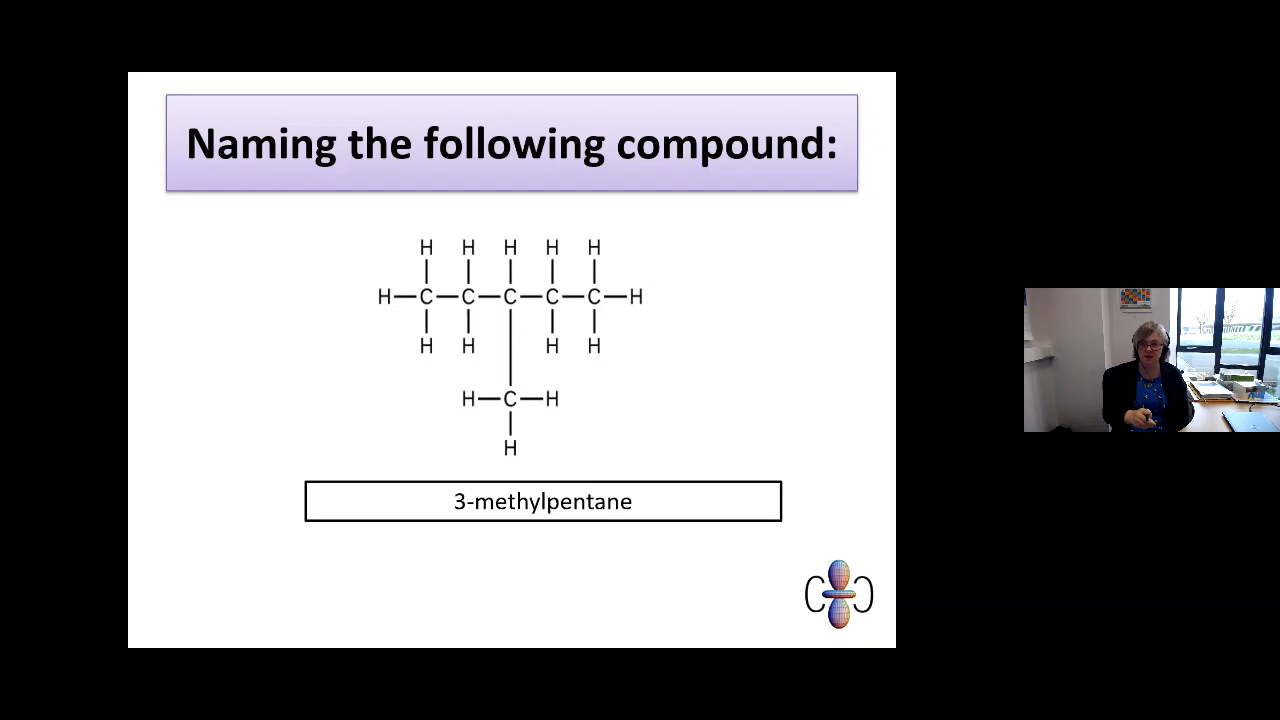 Naming the following compound:
H H H H H
H C C C C C H
H H H H
H C H
H
3-methylpentane